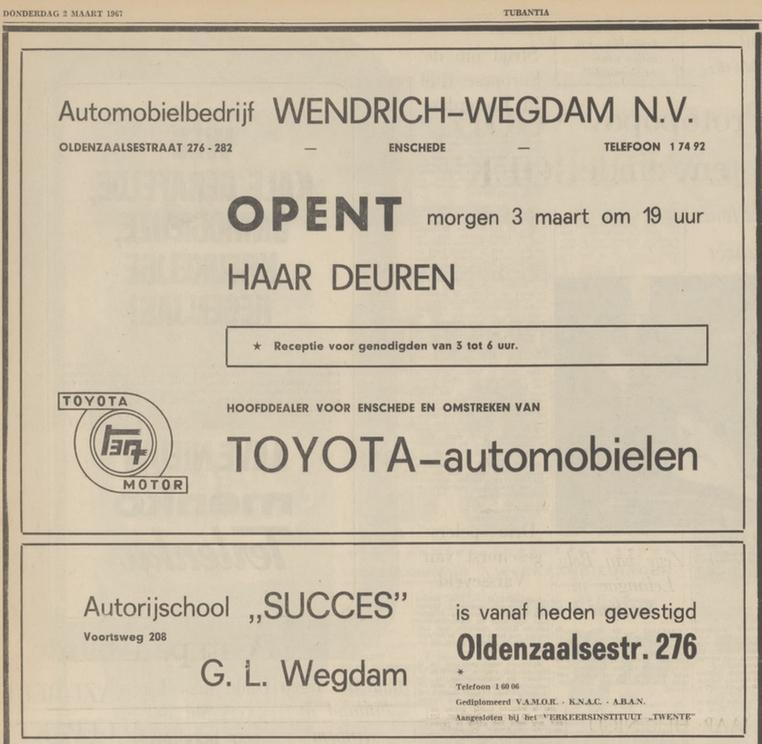 DONDERDAG 2 MAART 1967 TUBANTIA
Automobielbedrijf WENDRICH-WEGDAM N.V.
OLDENZAALSESTRAAT 276 - 282 — ENSCHEDE — TELEFOON 1 74 92
OPENT morgen 3 maart om 19 uur
HAAR DEUREN
★ Receptie voor genodigden van 3 tot 6 uur.
HOOFDDEALER VOOR ENSCHEDE EN OMSTREKEN VAN
TOYOTA-automobielen
TOYOTA
MOTOR
Autorijschool „SUCCES”
Voortsweg 208
G. L. Wegdam
is vanaf heden gevestigd
Oldenzaalsestr. 276
*
Telefoon 1 60 06
Gediplomeerd V.A.M.O.R. - K.N.A.C. - A.B.A.N.
Aangesloten bij het VERKEERSINSTITUUT „TWENTE”